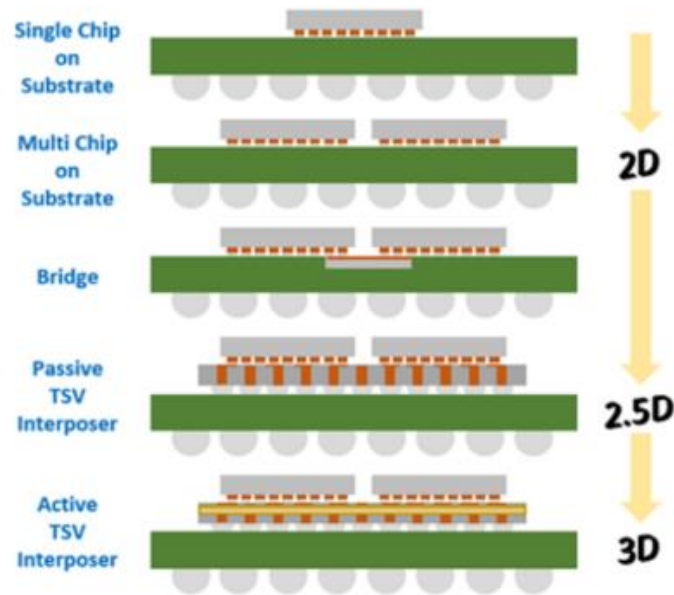 Single Chip
on
Substrate
Multi Chip
on
Substrate
2D
Bridge
Passive
TSV
Interposer
2.5D
Active
TSV
Interposer
3D